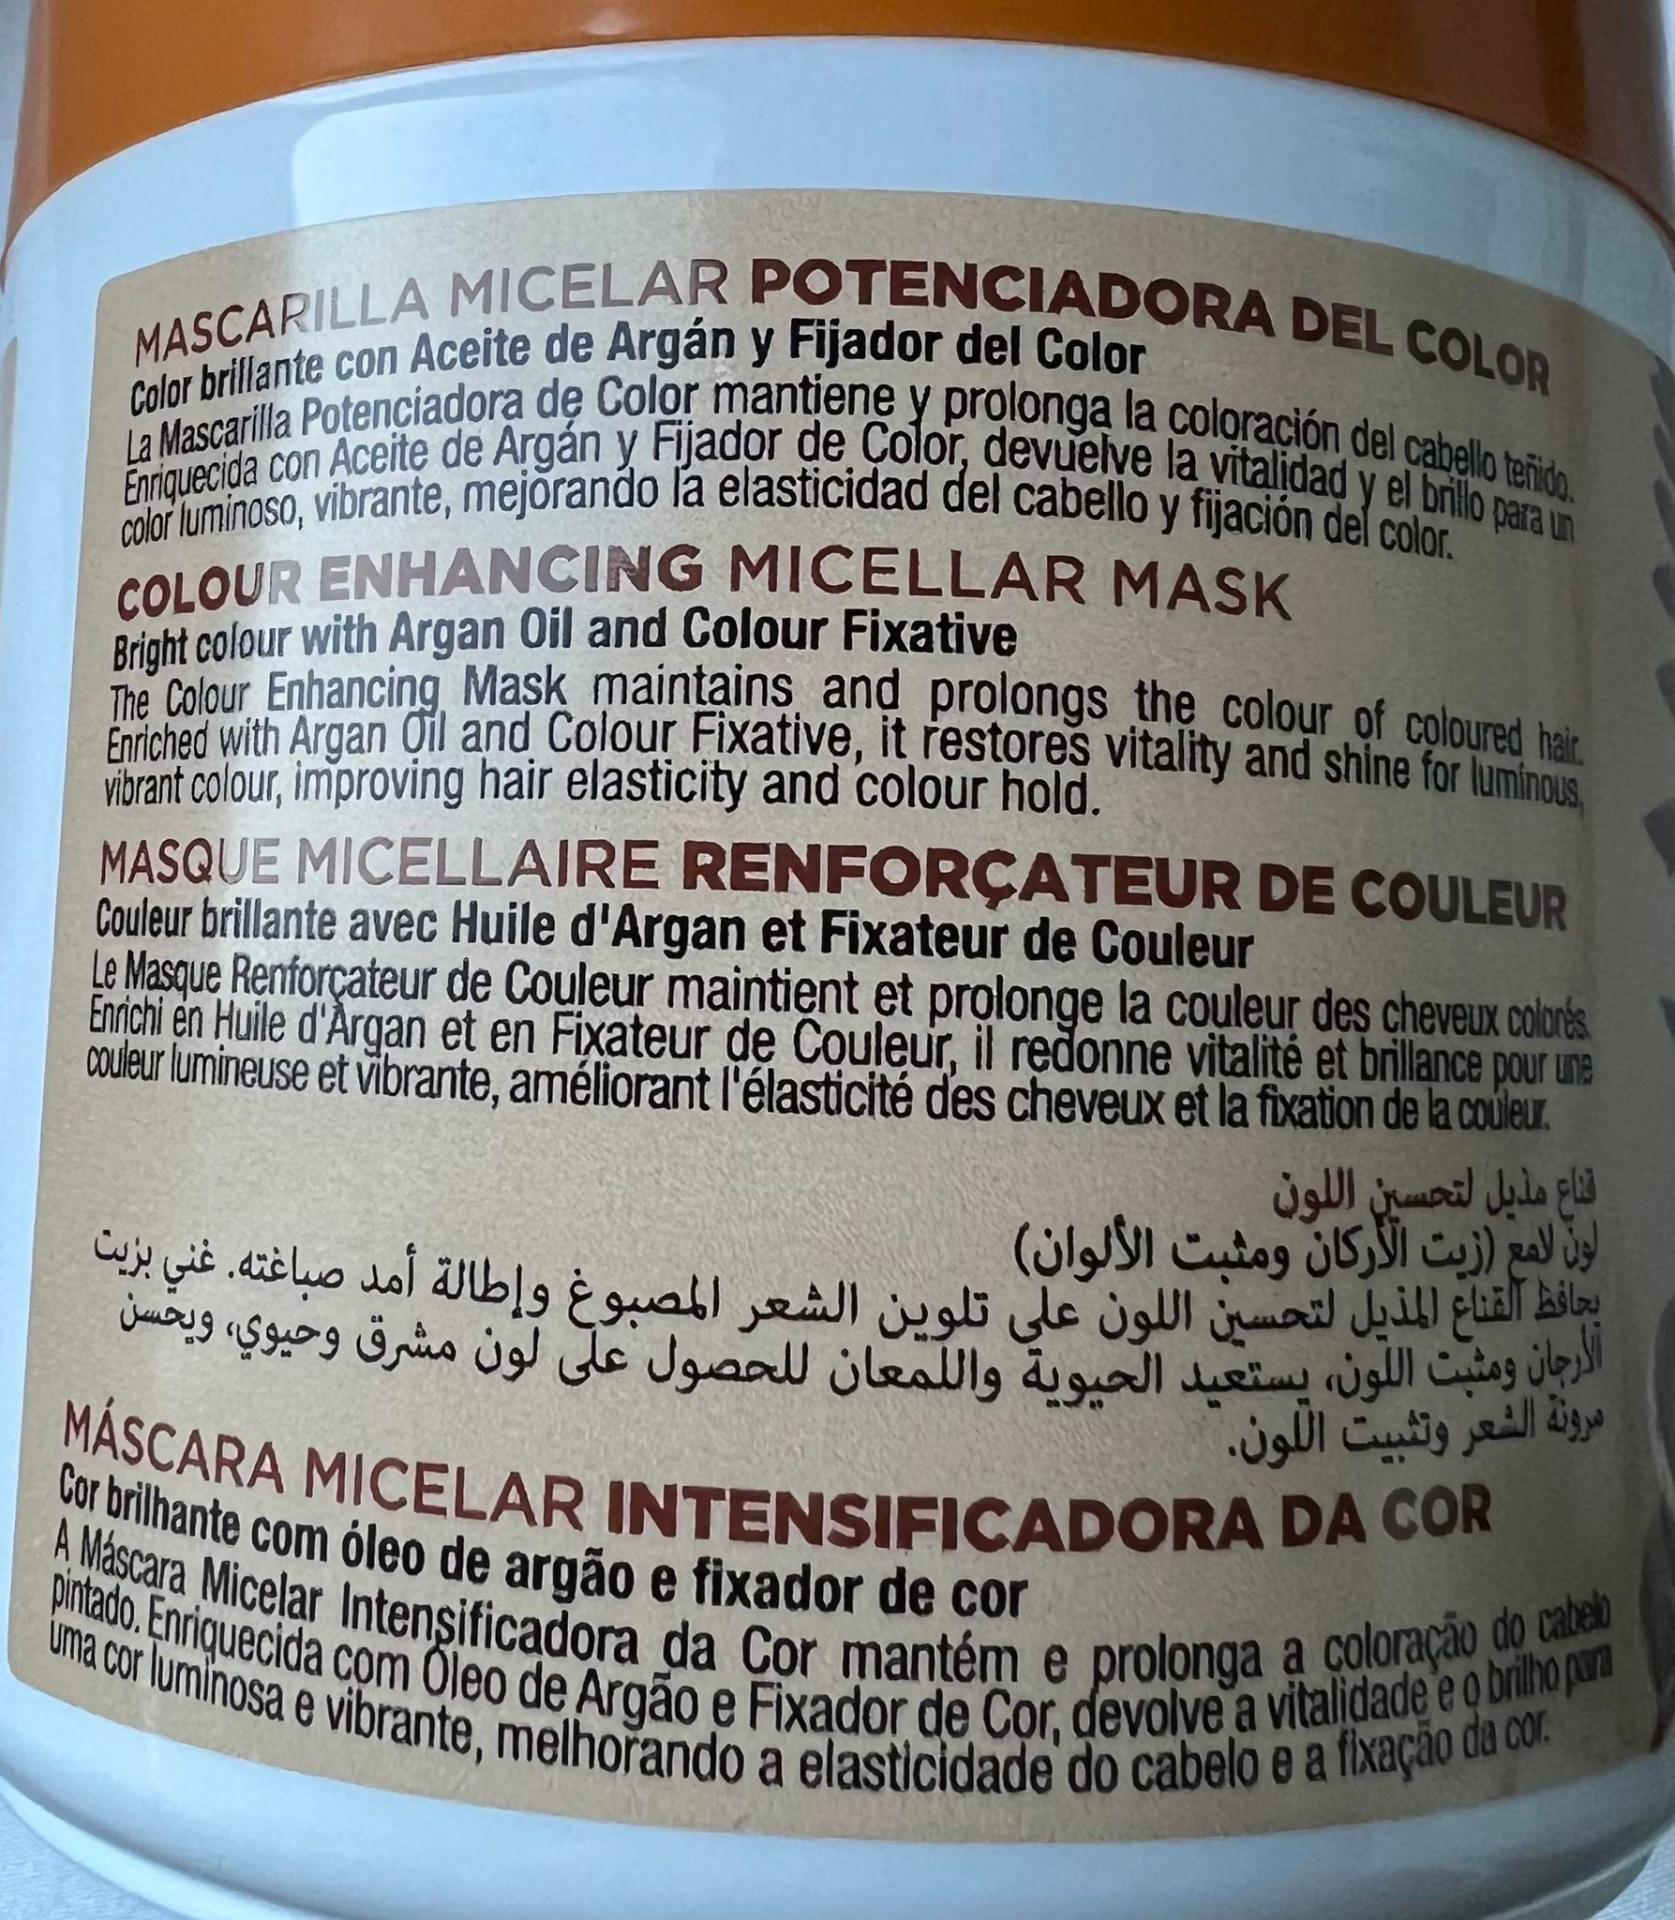 MASCARILLA MICELAR POTENCIADORA DEL COLOR
Color brillante con Aceite de Argán y Fijador del Color
La Mascarilla Potenciadora de Color mantiene y prolonga la coloración del cabello teñido.
Enriquecida con Aceite de Argán y Fijador de Color, devuelve la vitalidad y el brillo para un
color luminoso, vibrante, mejorando la elasticidad del cabello y fijación del color.
COLOUR ENHANCING MICELLAR MASK
Bright colour with Argan Oil and Colour Fixative
The Colour Enhancing Mask maintains and prolongs the colour of coloured hair.
Enriched with Argan Oil and Colour Fixative, it restores vitality and shine for luminous,
vibrant colour, improving hair elasticity and colour hold.
MASQUE MICELLAIRE RENFORÇATEUR DE COULEUR
Couleur brillante avec Huile d'Argan et Fixateur de Couleur
Le Masque Renforçateur de Couleur maintient et prolonge la couleur des cheveux colorés.
Enrichi en Huile d'Argan et en Fixateur de Couleur, il redonne vitalité et brillance pour une
couleur lumineuse et vibrante, améliorant l'élasticité des cheveux et la fixation de la couleur.
قناع مذيل لتحسين اللون
لون لامع (زيت الأركان ومثبت الألوان)
يحافظ القناع المذيل لتحسين اللون على تلوين الشعر المصبوغ وإطالة أمد صباغته. غني بزيت
الأرجان ومثبت اللون، يستعيد الحيوية واللمعان للحصول على لون مشرق وحيوي، ويحسن
مرونة الشعر وتثبيت اللون.
MÁSCARA MICELAR INTENSIFICADORA DA COR
Cor brilhante com óleo de argão e fixador de cor
A Máscara Micelar Intensificadora da Cor mantém e prolonga a coloração do cabelo
pintado. Enriquecida com Óleo de Argão e Fixador de Cor, devolve a vitalidade e o brilho para
uma cor luminosa e vibrante, melhorando a elasticidade do cabelo e a fixação da cor.